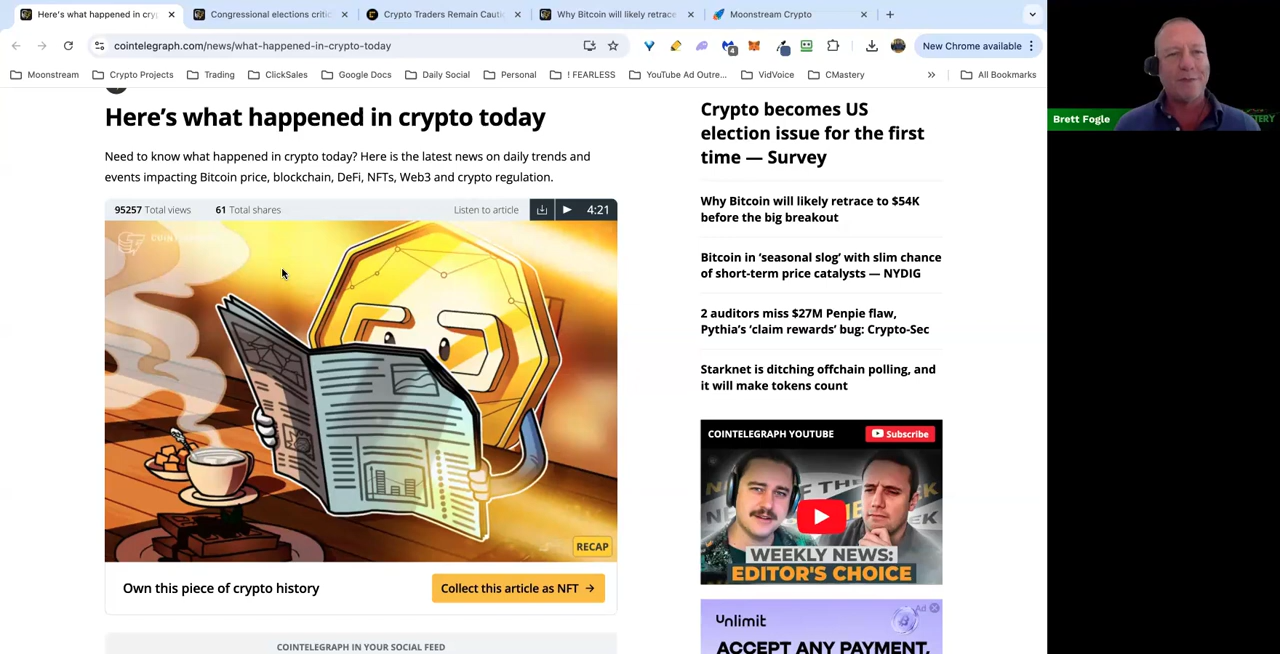 Here's what happened in cry
Congressional elections critic
Crypto Traders Remain Cauti
Why Bitcoin will likely retrace
Moonstream Crypto
cointelegraph.com/news/what-happened-in-crypto-today
4
New Chrome available
Moonstream
Crypto Projects
Trading
ClickSales
Google Docs
Daily Social
Personal
! FEARLESS
YouTube Ad Outre...
VidVoice
CMastery
»
All Bookmarks
Here's what happened in crypto today
Need to know what happened in crypto today? Here is the latest news on daily trends and
events impacting Bitcoin price, blockchain, DeFi, NFTs, Web3 and crypto regulation.
95257 Total views
61 Total shares
Listen to article
4:21
RECAP
Own this piece of crypto history
Collect this article as NFT →
COINTELEGRAPH IN YOUR SOCIAL FEED
Crypto becomes US
election issue for the first
time — Survey
Why Bitcoin will likely retrace to $54K
before the big breakout
Bitcoin in ‘seasonal slog’ with slim chance
of short-term price catalysts — NYDIG
2 auditors miss $27M Penpie flaw,
Pythia's ‘claim rewards’ bug: Crypto-Sec
Starknet is ditching offchain polling, and
it will make tokens count
COINTELEGRAPH YOUTUBE
Subscribe
WEEKLY NEWS:
EDITOR'S CHOICE
Ad
Unlimit
ACCEPT ANY PAYMENT,
Brett Fogle